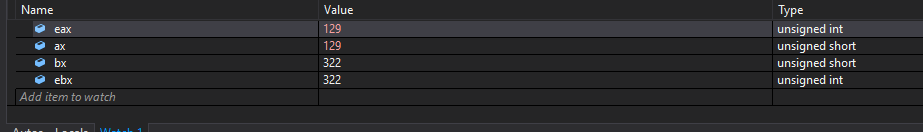 Name Value Type
eax 129 unsigned int
ax 129 unsigned short
bx 322 unsigned short
ebx 322 unsigned int
Add item to watch
Autos Locals Watch 1